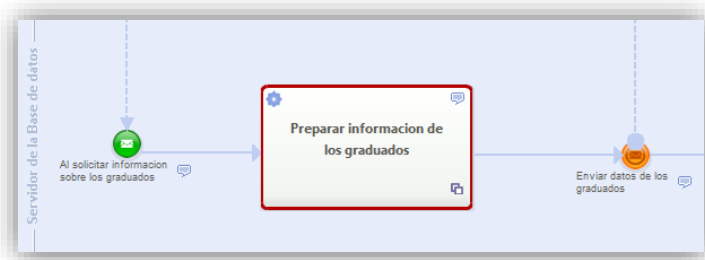 Servidor de la Base de datos
Al solicitar informacion
sobre los graduados
Preparar informacion de
los graduados
Enviar datos de los
graduados